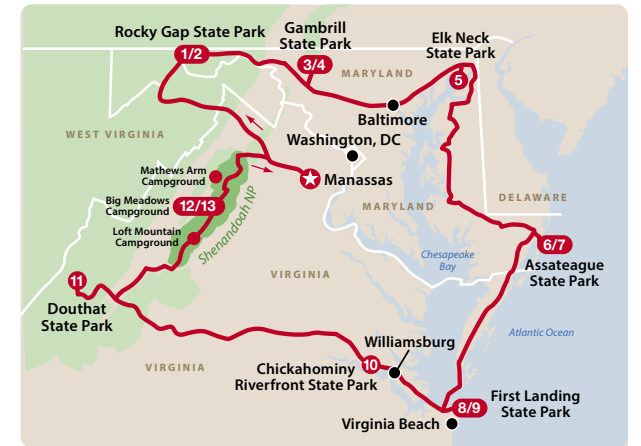 Rocky Gap State Park
1/2
Gambrill
State Park
3/4
Elk Neck
State Park
5
MARYLAND
Baltimore
WEST VIRGINIA
Washington, DC
Mathews Arm
Campground
Manassas
Big Meadows
Campground
12/13
Loft Mountain
Campground
Shenandoah NP
MARYLAND
DELAWARE
6/7
Assateague
State Park
Chesapeake
Bay
VIRGINIA
11
Douthat
State Park
Atlantic Ocean
Williamsburg
VIRGINIA
10
Chickahominy
Riverfront State Park
8/9
First Landing
State Park
Virginia Beach